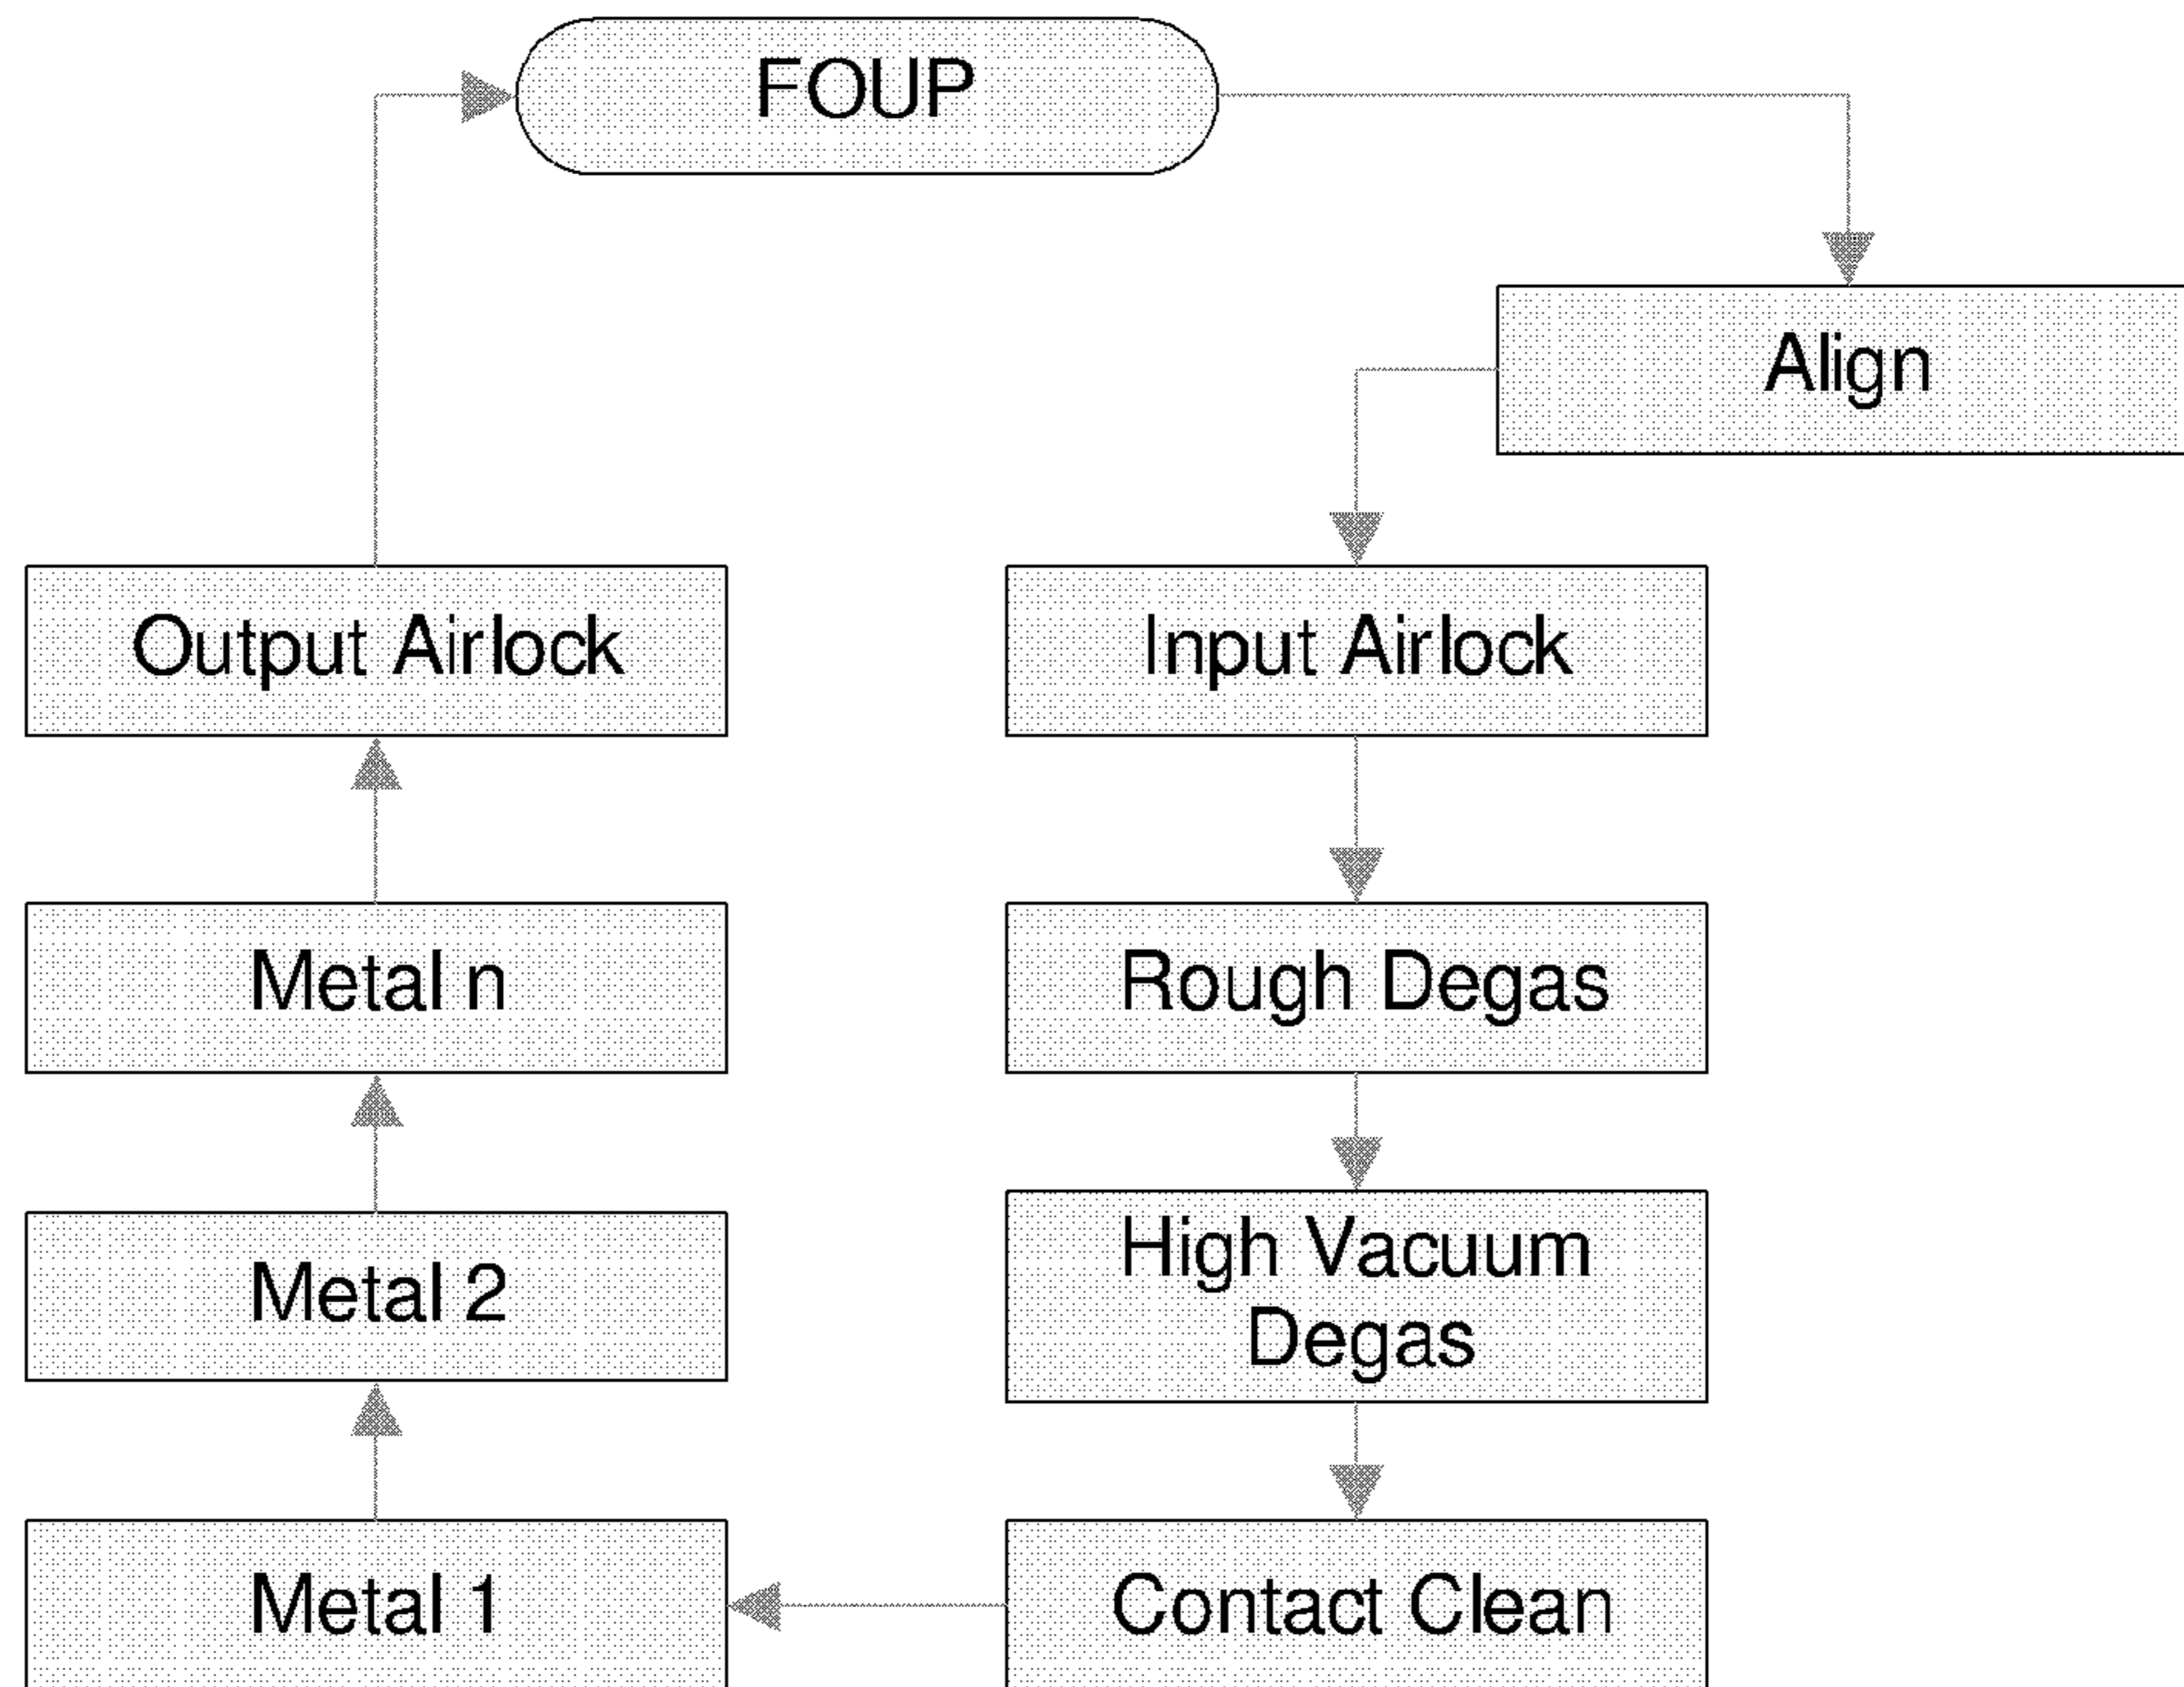 FOUP
Align
Output Airlock
Input Airlock
Metal n
Rough Degas
Metal 2
High Vacuum
Degas
Metal 1
Contact Clean